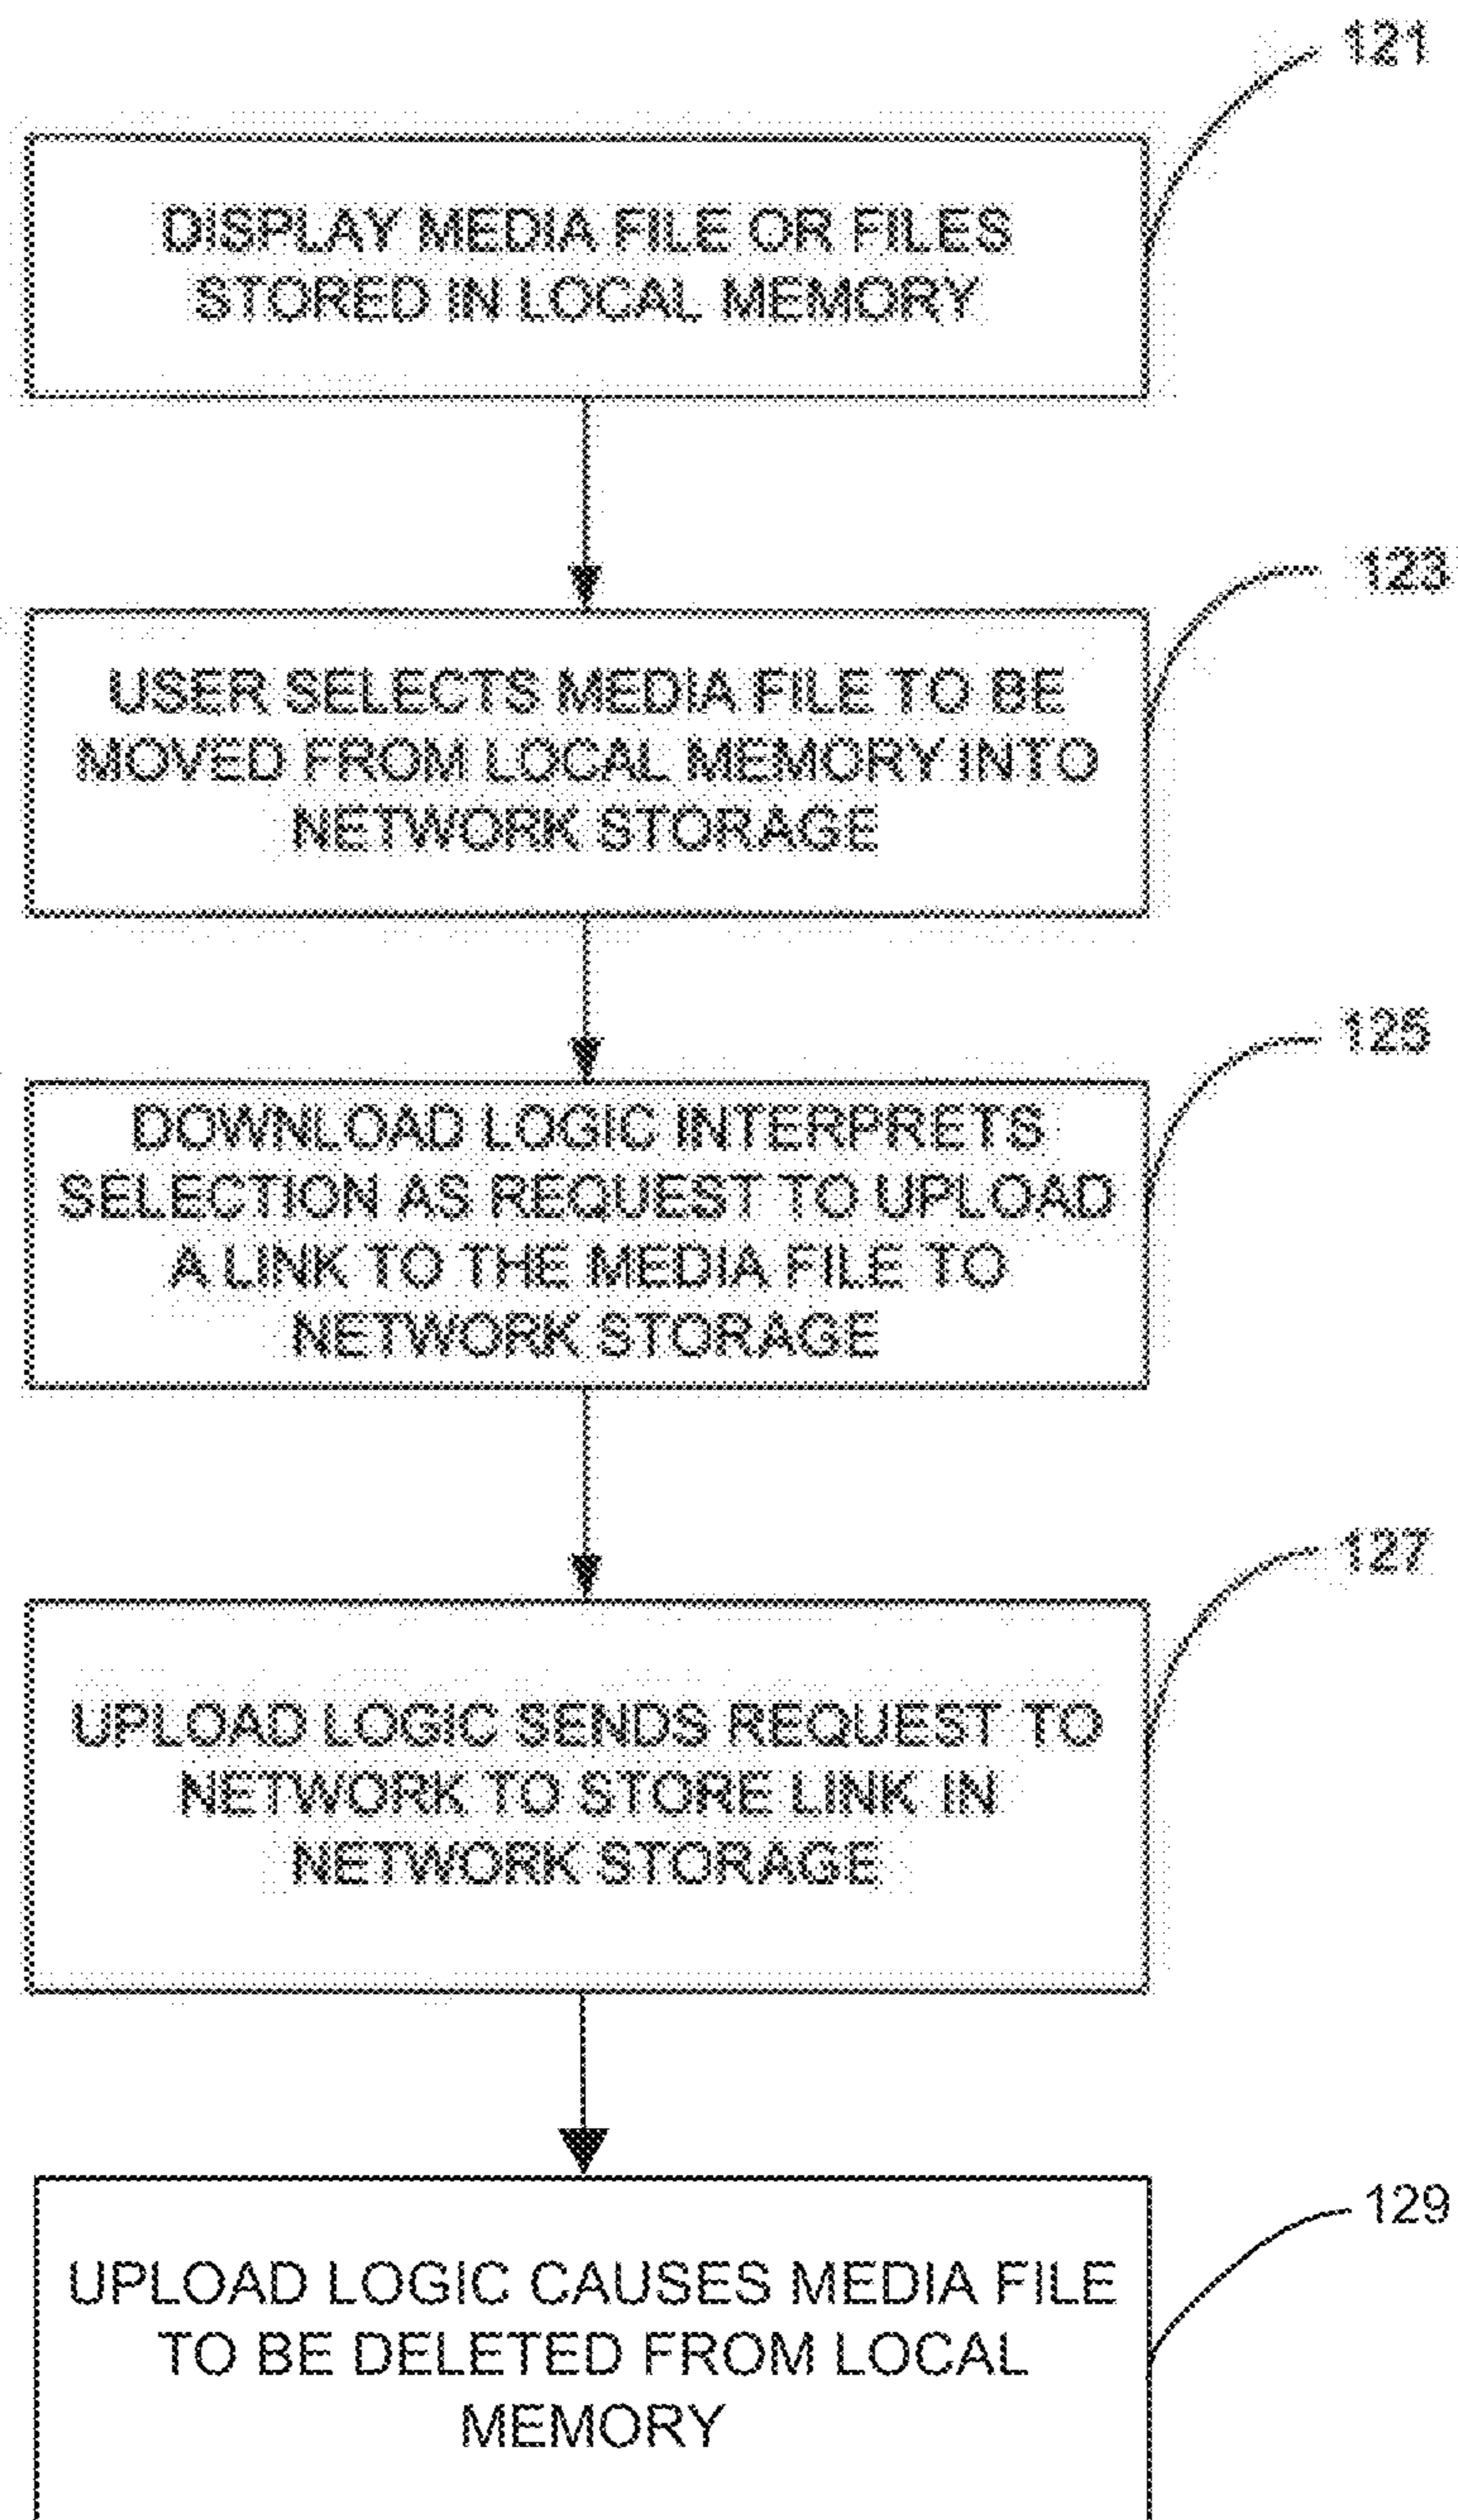 121
DISPLAY MEDIA FILE OR FILES
STORED IN LOCAL MEMORY
123
USER SELECTS MEDIA FILE TO BE
MOVED FROM LOCAL MEMORY INTO
NETWORK STORAGE
125
DOWNLOAD LOGIC INTERPRETS
SELECTION AS REQUEST TO UPLOAD
A LINK TO THE MEDIA FILE TO
NETWORK STORAGE
127
UPLOAD LOGIC SENDS REQUEST TO
NETWORK TO STORE LINK IN
NETWORK STORAGE
129
UPLOAD LOGIC CAUSES MEDIA FILE
TO BE DELETED FROM LOCAL
MEMORY